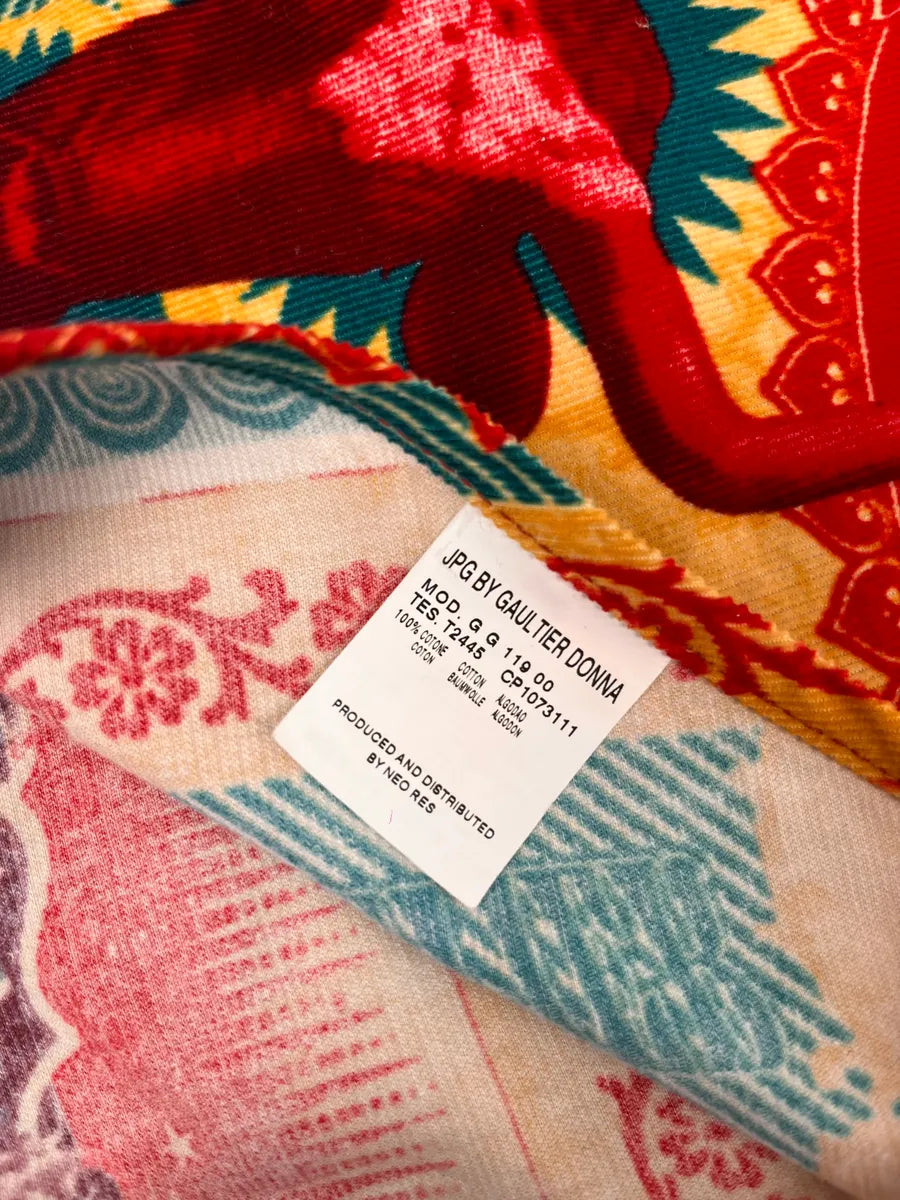 JPG BY GAULTIER DONNA
MOD. G G 119 00
TES. T2445 CP1073111
100% COTONE COTTON ALGODAO
COTON BAUMWOLLE ALGODON
PRODUCED AND DISTRIBUTED
BY NEO RES